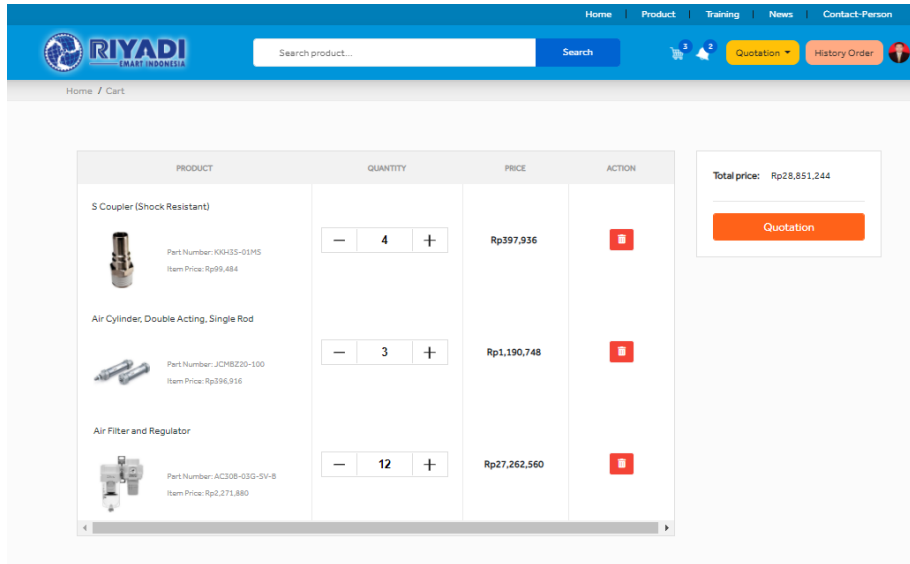 Home Product Training News Contact-Person
RIYADI
EMART INDONESIA
Search product...
Search
3
2
Quotation
History Order
Home / Cart
PRODUCT QUANTITY PRICE ACTION
Total price: Rp28,851,244
Quotation
S Coupler (Shock Resistant)
Part Number: KKH3S-01MS
Item Price: Rp99,484
— 4 + Rp397,936
Air Cylinder, Double Acting, Single Rod
Part Number: JCMBZ20-100
Item Price: Rp396,916
— 3 + Rp1,190,748
Air Filter and Regulator
Part Number: AC30B-03G-SV-B
Item Price: Rp2,271,880
— 12 + Rp27,262,560